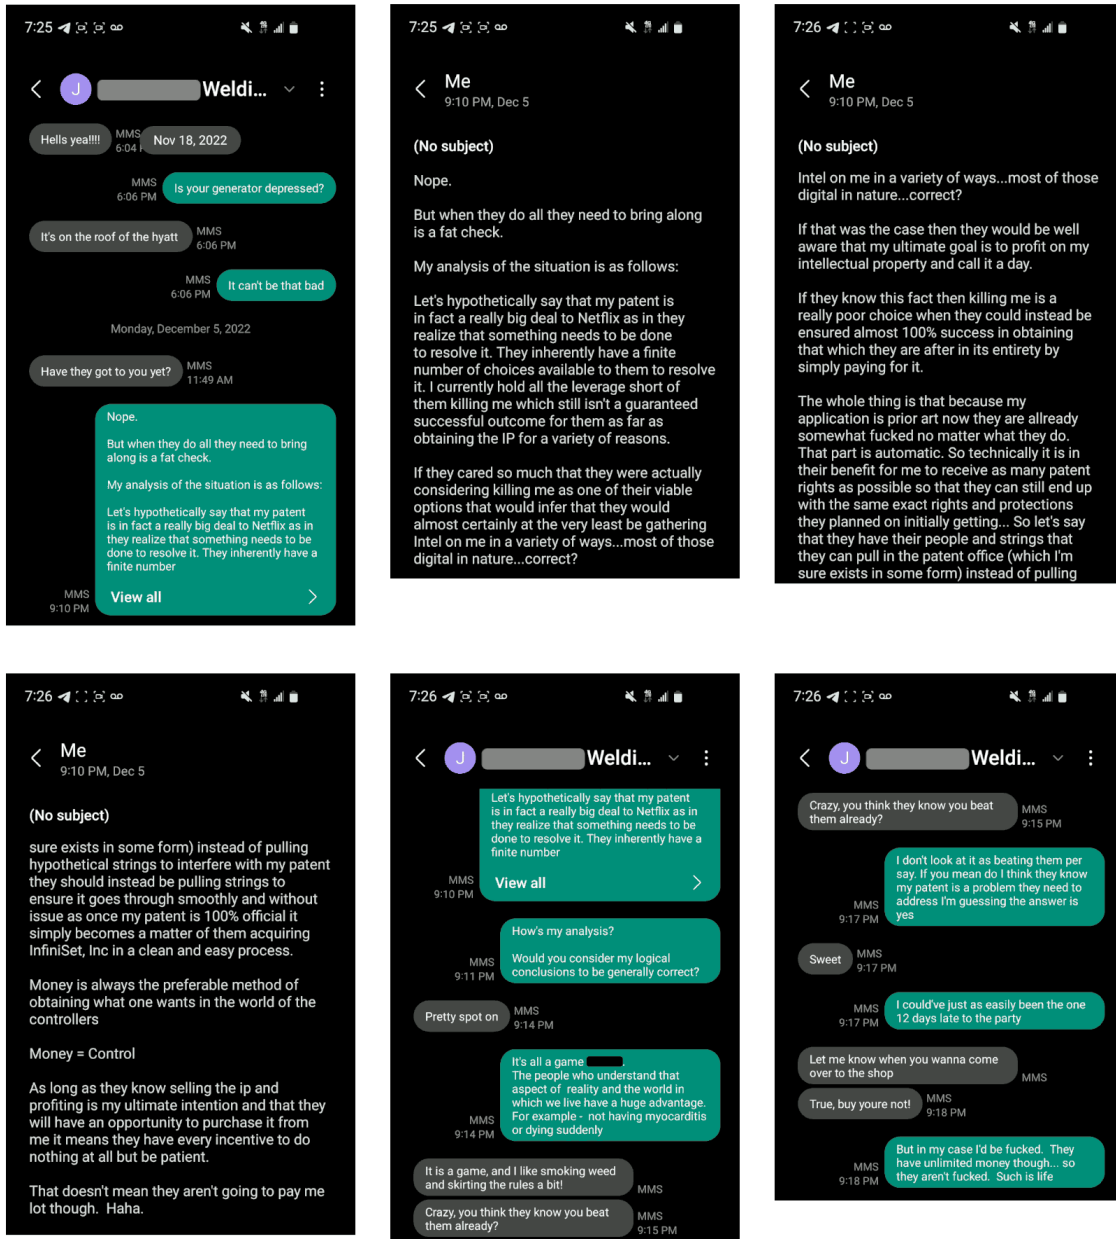 7:25
Weldi...
J
Hells yea!!!!
MMS
6:04
Nov 18, 2022
MMS
6:06 PM
Is your generator depressed?
It's on the roof of the hyatt
MMS
6:06 PM
MMS
6:06 PM
It can't be that bad
Monday, December 5, 2022
Have they got to you yet?
MMS
11:49 AM
Nope.
But when they do all they need to bring
along is a fat check.
My analysis of the situation is as follows:
Let's hypothetically say that my patent
is in fact a really big deal to Netflix as in
they realize that something needs to be
done to resolve it. They inherently have a
finite number
MMS
9:10 PM
View all
7:25
Me
9:10 PM, Dec 5
(No subject)
Nope.
But when they do all they need to bring along
is a fat check.
My analysis of the situation is as follows:
Let's hypothetically say that my patent is
in fact a really big deal to Netflix as in they
realize that something needs to be done
to resolve it. They inherently have a finite
number of choices available to them to resolve
it. I currently hold all the leverage short of
them killing me which still isn't a guaranteed
successful outcome for them as far as
obtaining the IP for a variety of reasons.
If they cared so much that they were actually
considering killing me as one of their viable
options that would infer that they would
almost certainly at the very least be gathering
Intel on me in a variety of ways...most of those
digital in nature...correct?
7:26
Me
9:10 PM, Dec 5
(No subject)
Intel on me in a variety of ways...most of those
digital in nature...correct?
If that was the case then they would be well
aware that my ultimate goal is to profit on my
intellectual property and call it a day.
If they know this fact then killing me is a
really poor choice when they could instead be
ensured almost 100% success in obtaining
that which they are after in its entirety by
simply paying for it.
The whole thing is that because my
application is prior art now they are allready
somewhat fucked no matter what they do.
That part is automatic. So technically it is in
their benefit for me to receive as many patent
rights as possible so that they can still end up
with the same exact rights and protections
they planned on initially getting... So let's say
that they have their people and strings that
they can pull in the patent office (which I'm
sure exists in some form) instead of pulling
7:26
Me
9:10 PM, Dec 5
(No subject)
sure exists in some form) instead of pulling
hypothetical strings to interfere with my patent
they should instead be pulling strings to
ensure it goes through smoothly and without
issue as once my patent is 100% official it
simply becomes a matter of them acquiring
InfiniSet, Inc in a clean and easy process.
Money is always the preferable method of
obtaining what one wants in the world of the
controllers
Money = Control
As long as they know selling the ip and
profiting is my ultimate intention and that they
will have an opportunity to purchase it from
me it means they have every incentive to do
nothing at all but be patient.
That doesn't mean they aren't going to pay me
lot though. Haha.
7:26
J
Weldi...
Let's hypothetically say that my patent
is in fact a really big deal to Netflix as in
they realize that something needs to be
done to resolve it. They inherently have a
finite number
MMS
9:10 PM
View all
How's my analysis?
Would you consider my logical
conclusions to be generally correct?
MMS
9:11 PM
Pretty spot on
MMS
9:14 PM
It's all a game
The people who understand that
aspect of reality and the world in
which we live have a huge advantage.
For example - not having myocarditis
or dying suddenly
MMS
9:14 PM
It is a game, and I like smoking weed
and skirting the rules a bit!
MMS
Crazy, you think they know you beat
them already?
MMS
9:15 PM
7:26
J
Weldi...
Crazy, you think they know you beat
them already?
MMS
9:15 PM
I don't look at it as beating them per
say. If you mean do I think they know
my patent is a problem they need to
address I'm guessing the answer is
yes
MMS
9:17 PM
Sweet
MMS
9:17 PM
MMS
9:17 PM
I could've just as easily been the one
12 days late to the party
Let me know when you wanna come
over to the shop
MMS
True, buy youre not!
MMS
9:18 PM
But in my case I'd be fucked. They
have unlimited money though... so
they aren't fucked. Such is life
MMS
9:18 PM